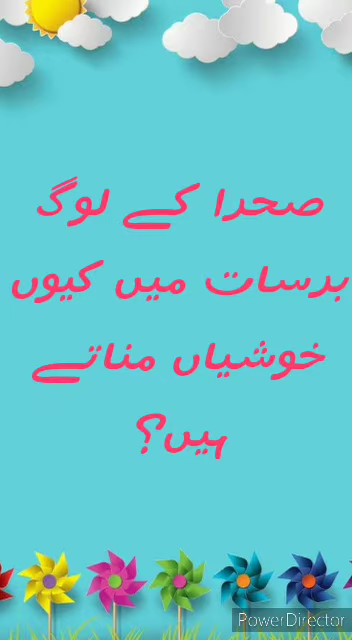 صحرا کے لوگ
برسات میں کیوں
خوشیاں مناتے
ہیں؟
PowerDirector